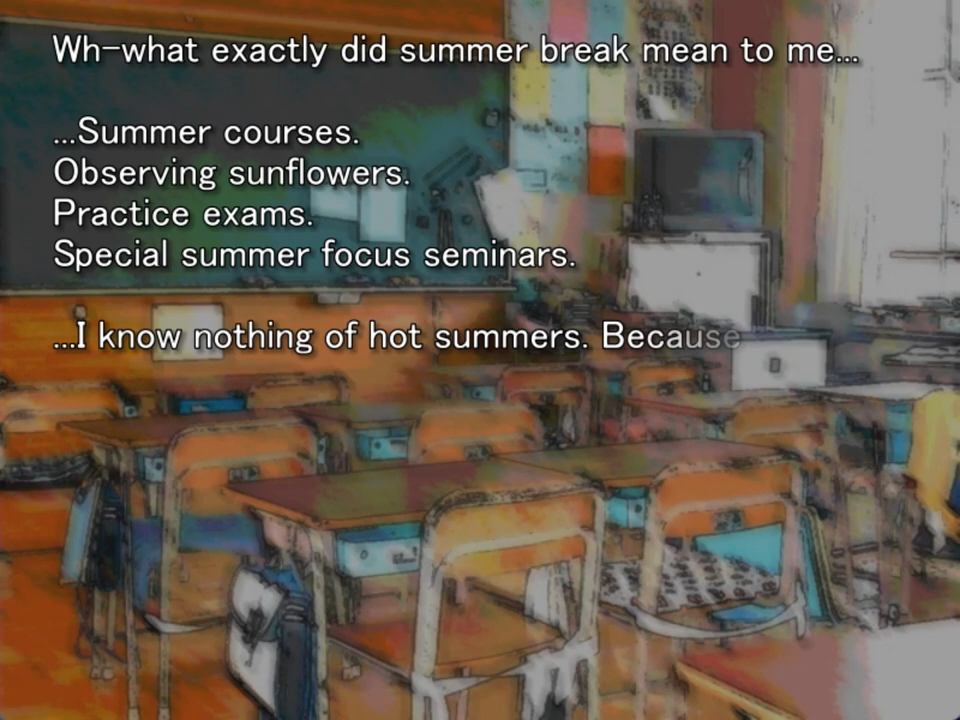 Wh-what exactly did summer break mean to me...
...Summer courses.
Observing sunflowers.
Practice exams.
Special summer focus seminars.
...I know nothing of hot summers. Because